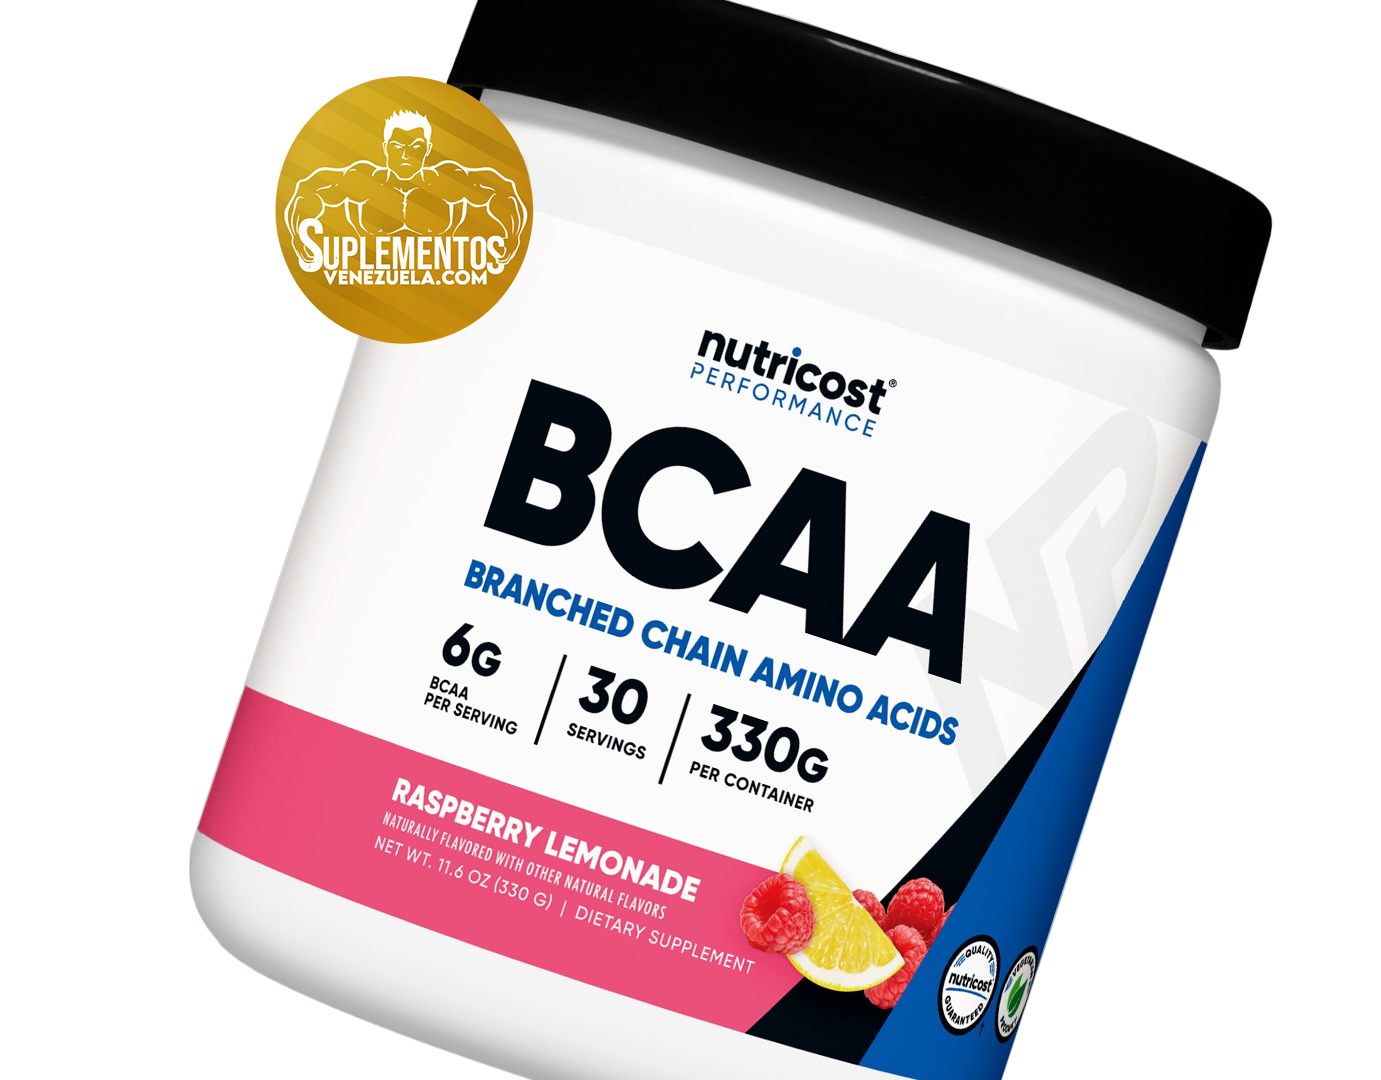 SUPLEMENTOS
VENEZUELA.COM
nutricost®
PERFORMANCE
BCAA
BRANCHED CHAIN AMINO ACIDS
6G
BCAA
PER SERVING
30
SERVINGS
330G
PER CONTAINER
RASPBERRY LEMONADE
NATURALLY FLAVORED WITH OTHER NATURAL FLAVORS
NET WT. 11.6 OZ (330 G) | DIETARY SUPPLEMENT
QUALITY
nutricost
GUARANTEED